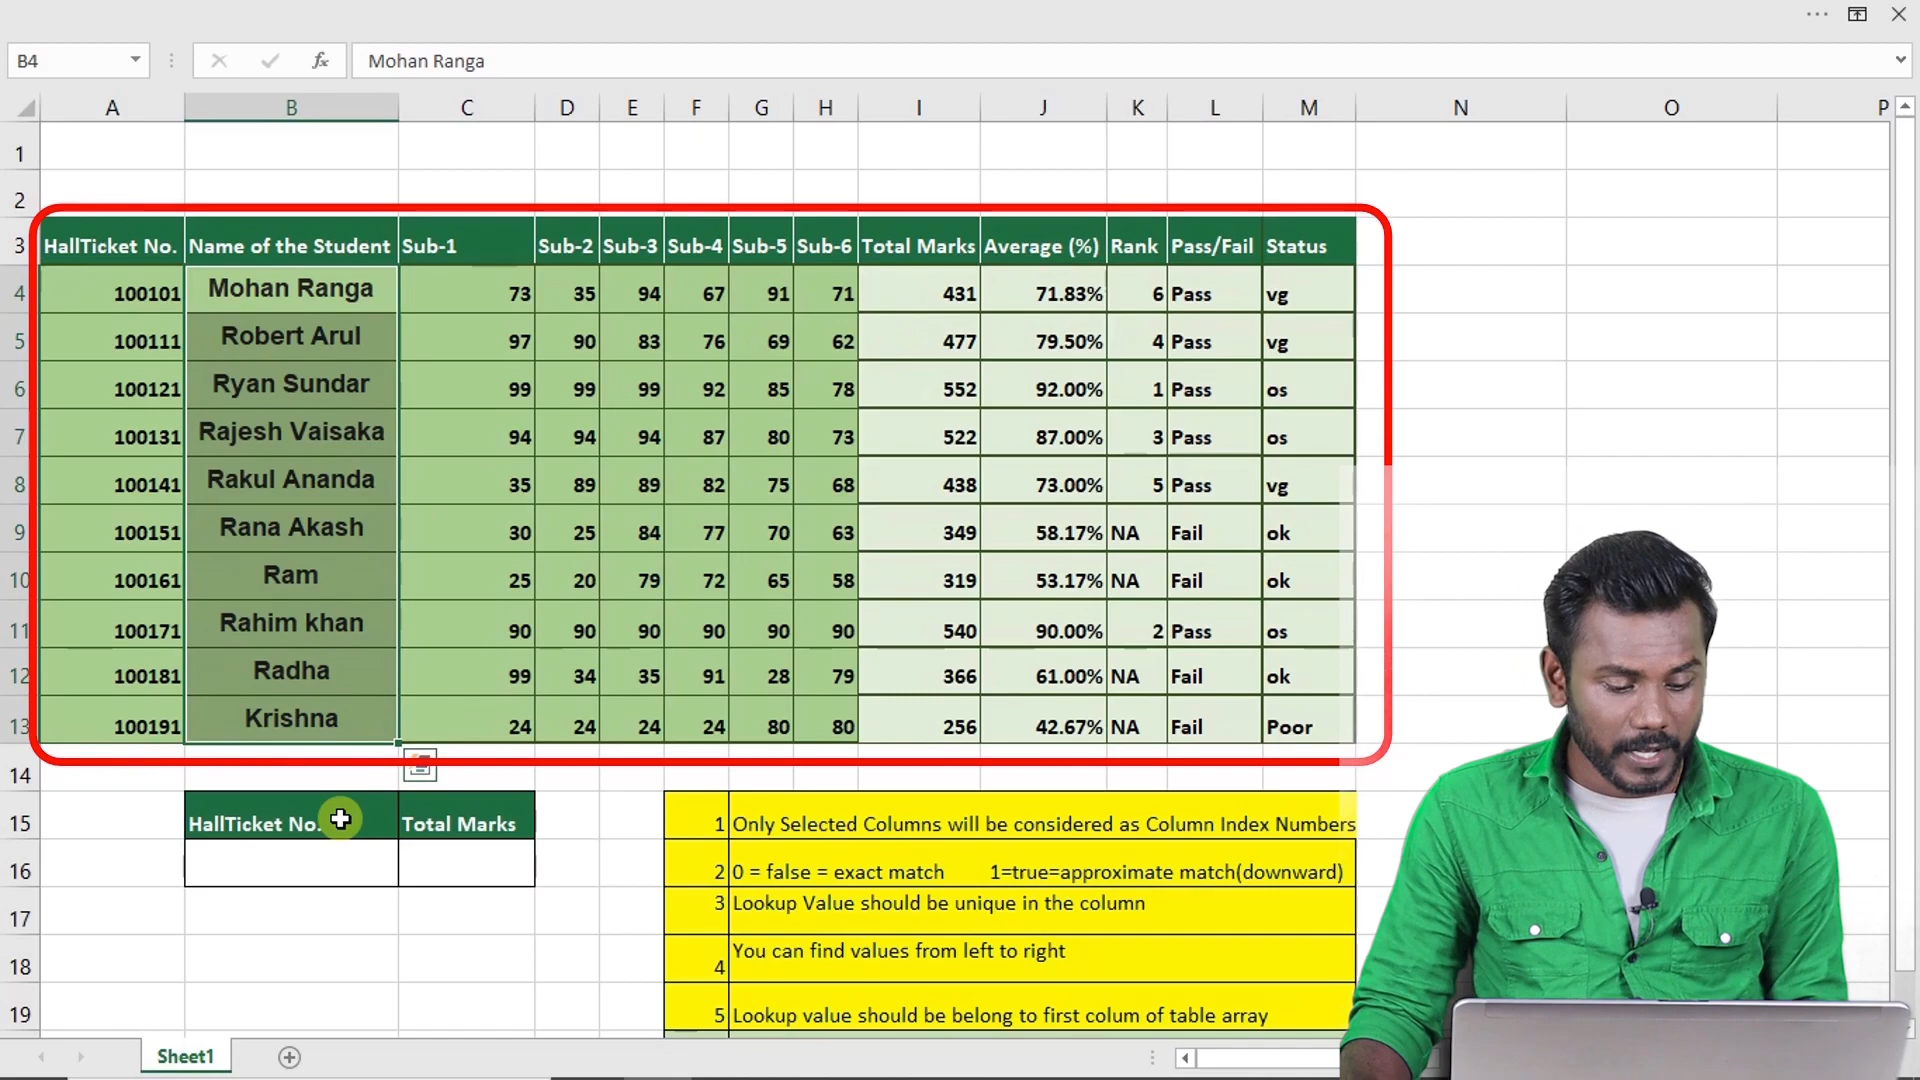 B4 fx Mohan Ranga
A B C D E F G H I J K L M N O P
1
2
3 HallTicket No. Name of the Student Sub-1 Sub-2 Sub-3 Sub-4 Sub-5 Sub-6 Total Marks Average (%) Rank Pass/Fail Status
4 100101 Mohan Ranga 73 35 94 67 91 71 431 71.83% 6 Pass vg
5 100111 Robert Arul 97 90 83 76 69 62 477 79.50% 4 Pass vg
6 100121 Ryan Sundar 99 99 99 92 85 78 552 92.00% 1 Pass os
7 100131 Rajesh Vaisaka 94 94 94 87 80 73 522 87.00% 3 Pass os
8 100141 Rakul Ananda 35 89 89 82 75 68 438 73.00% 5 Pass vg
9 100151 Rana Akash 30 25 84 77 70 63 349 58.17% NA Fail ok
10 100161 Ram 25 20 79 72 65 58 319 53.17% NA Fail ok
11 100171 Rahim khan 90 90 90 90 90 90 540 90.00% 2 Pass os
12 100181 Radha 99 34 35 91 28 79 366 61.00% NA Fail ok
13 100191 Krishna 24 24 24 24 80 80 256 42.67% NA Fail Poor
14
15 HallTicket No. Total Marks 1 Only Selected Columns will be considered as Column Index Numbers
16 2 0 = false = exact match 1=true=approximate match(downward)
17 3 Lookup Value should be unique in the column
18 4 You can find values from left to right
19 5 Lookup value should be belong to first colum of table array
Sheet1